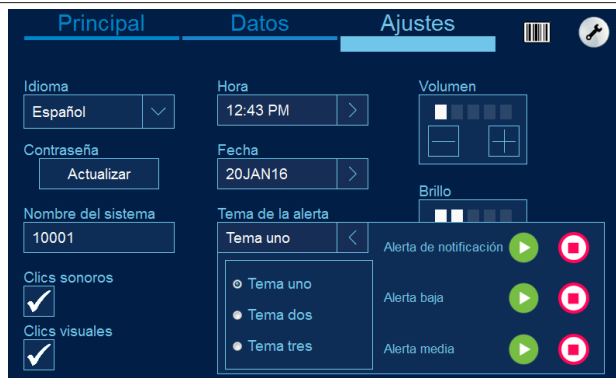 Principal
Datos
Ajustes
Idioma
Español
Contraseña
Actualizar
Nombre del sistema
10001
Clics sonoros
Clics visuales
Hora
12:43 PM
Fecha
20JAN16
Tema de la alerta
Tema uno
Tema uno
Tema dos
Tema tres
Volumen
Brillo
Alerta de notificación
Alerta baja
Alerta media